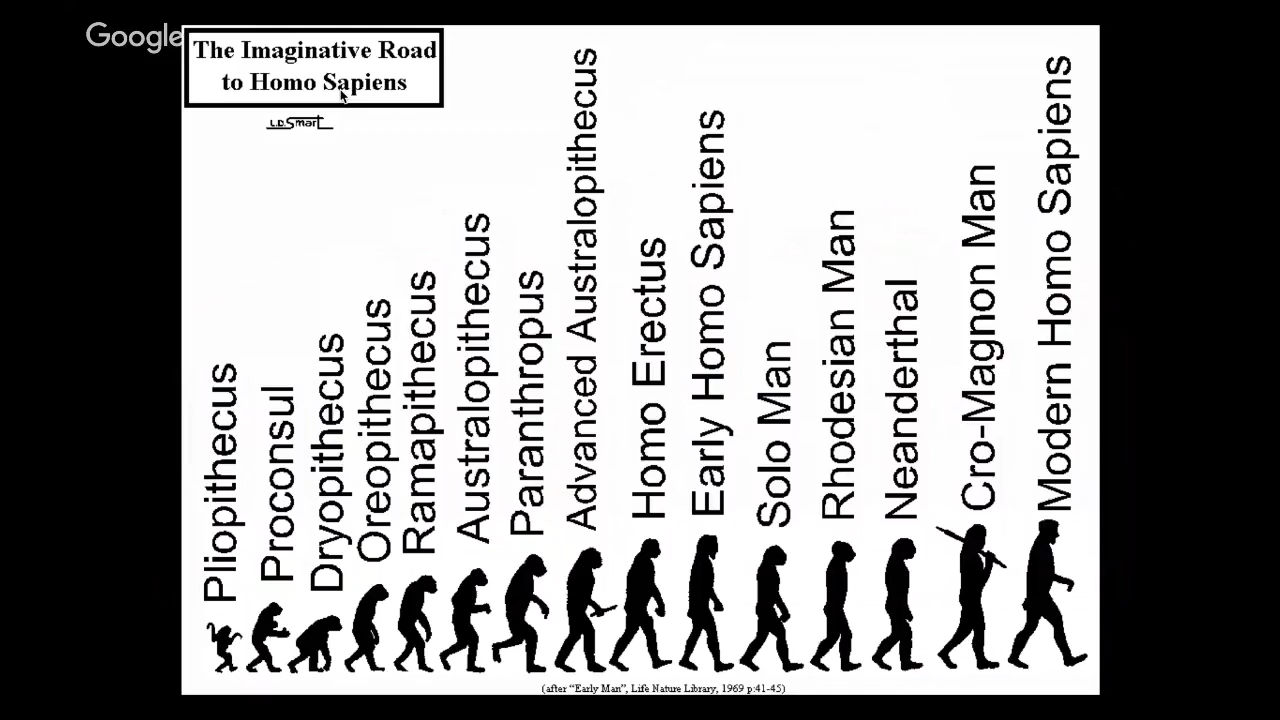 Google
The Imaginative Road
to Homo Sapiens
L.D. Smart
Pliopithecus
Proconsul
Dryopithecus
Oreopithecus
Ramapithecus
Australopithecus
Paranthropus
Advanced Australopithecus
Homo Erectus
Early Homo Sapiens
Solo Man
Rhodesian Man
Neanderthal
Cro-Magnon Man
Modern Homo Sapiens
(after "Early Man", Life Nature Library, 1969 p:41-45)